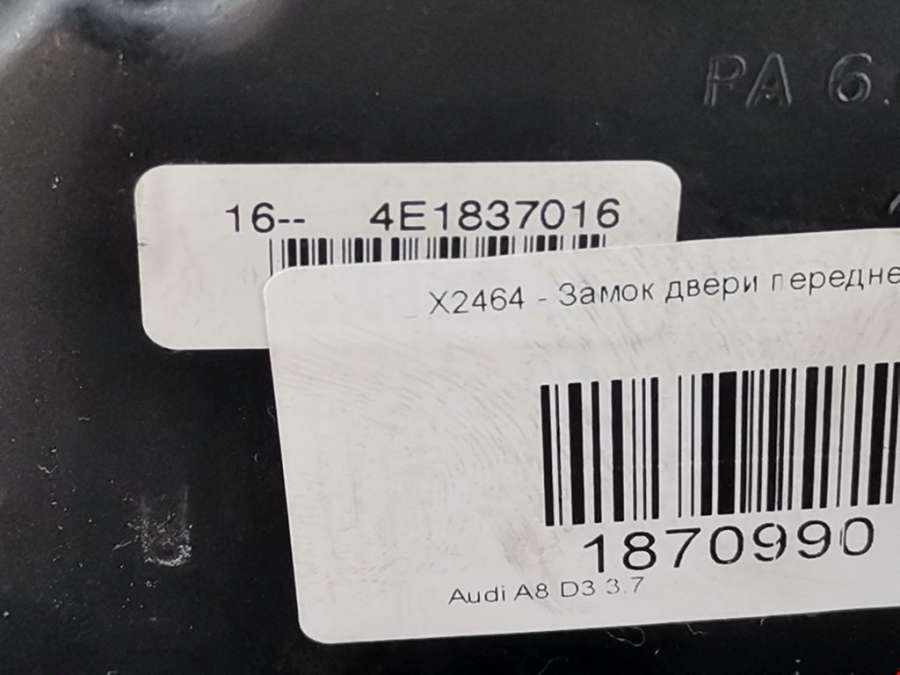 PA 6.
16-- 4E1837016
X2464 - Замок двери передне
1870990
Audi A8 D3 3.7